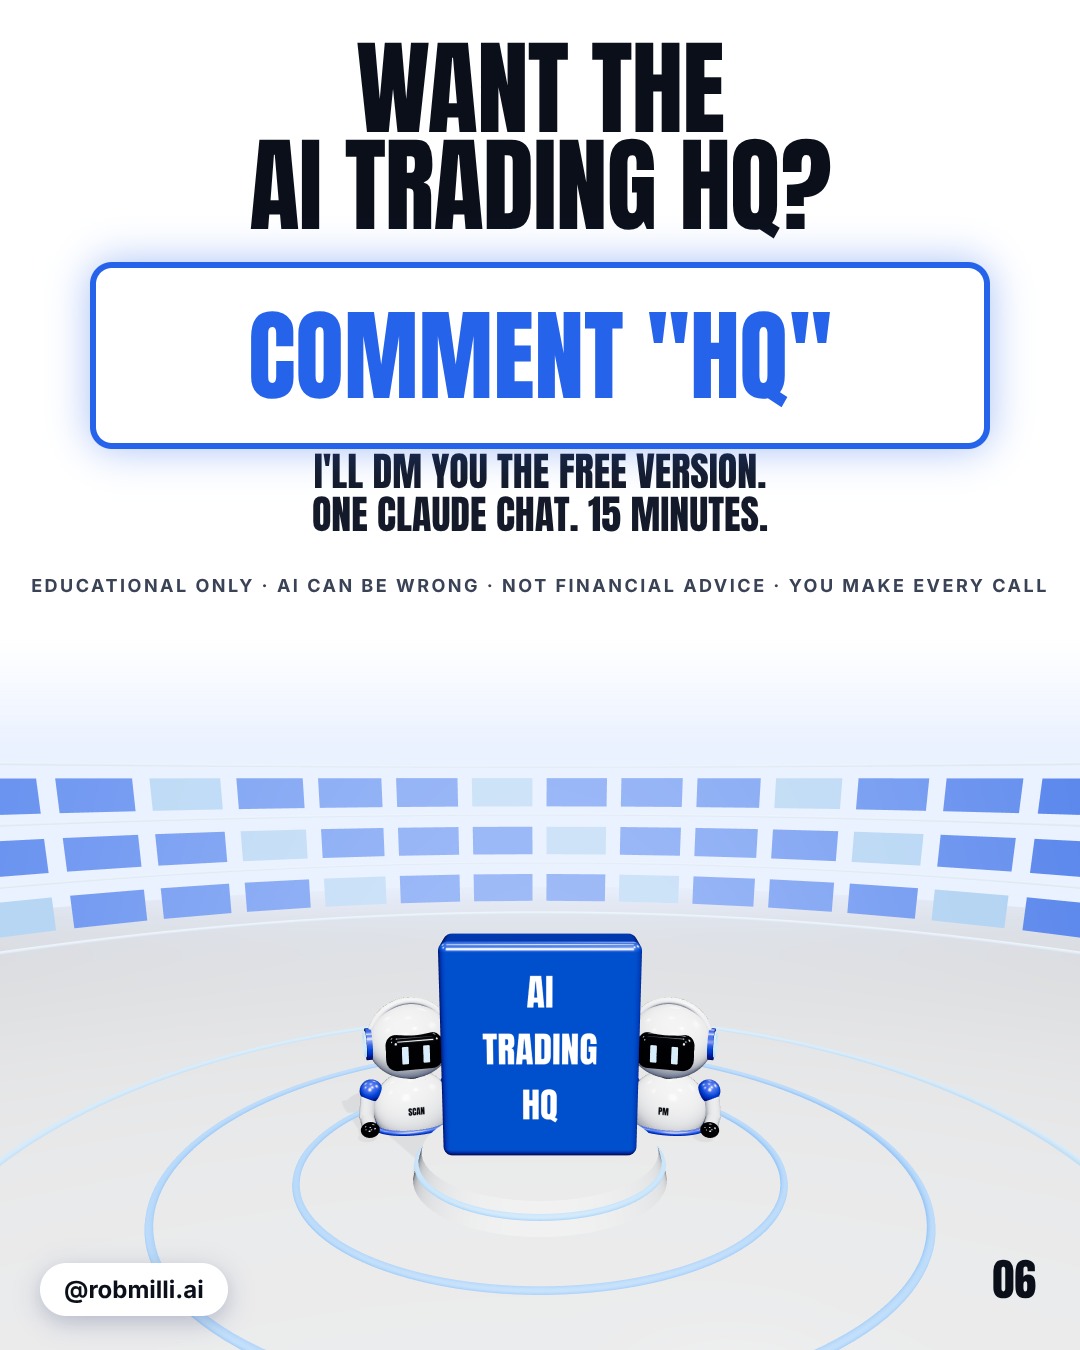 WANT THE
AI TRADING HQ?
COMMENT "HQ"
I'LL DM YOU THE FREE VERSION.
ONE CLAUDE CHAT. 15 MINUTES.
EDUCATIONAL ONLY · AI CAN BE WRONG · NOT FINANCIAL ADVICE · YOU MAKE EVERY CALL
AI
TRADING
HQ
SCAN
PM
@robmilli.ai
06